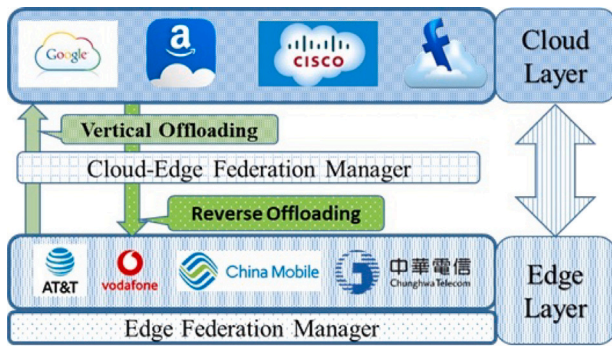 Google
a
CISCO
f
Cloud
Layer
Vertical Offloading
Cloud-Edge Federation Manager
Reverse Offloading
AT&T
vodafone
China Mobile
中華電信
Chunghwa Telecom
Edge
Layer
Edge Federation Manager